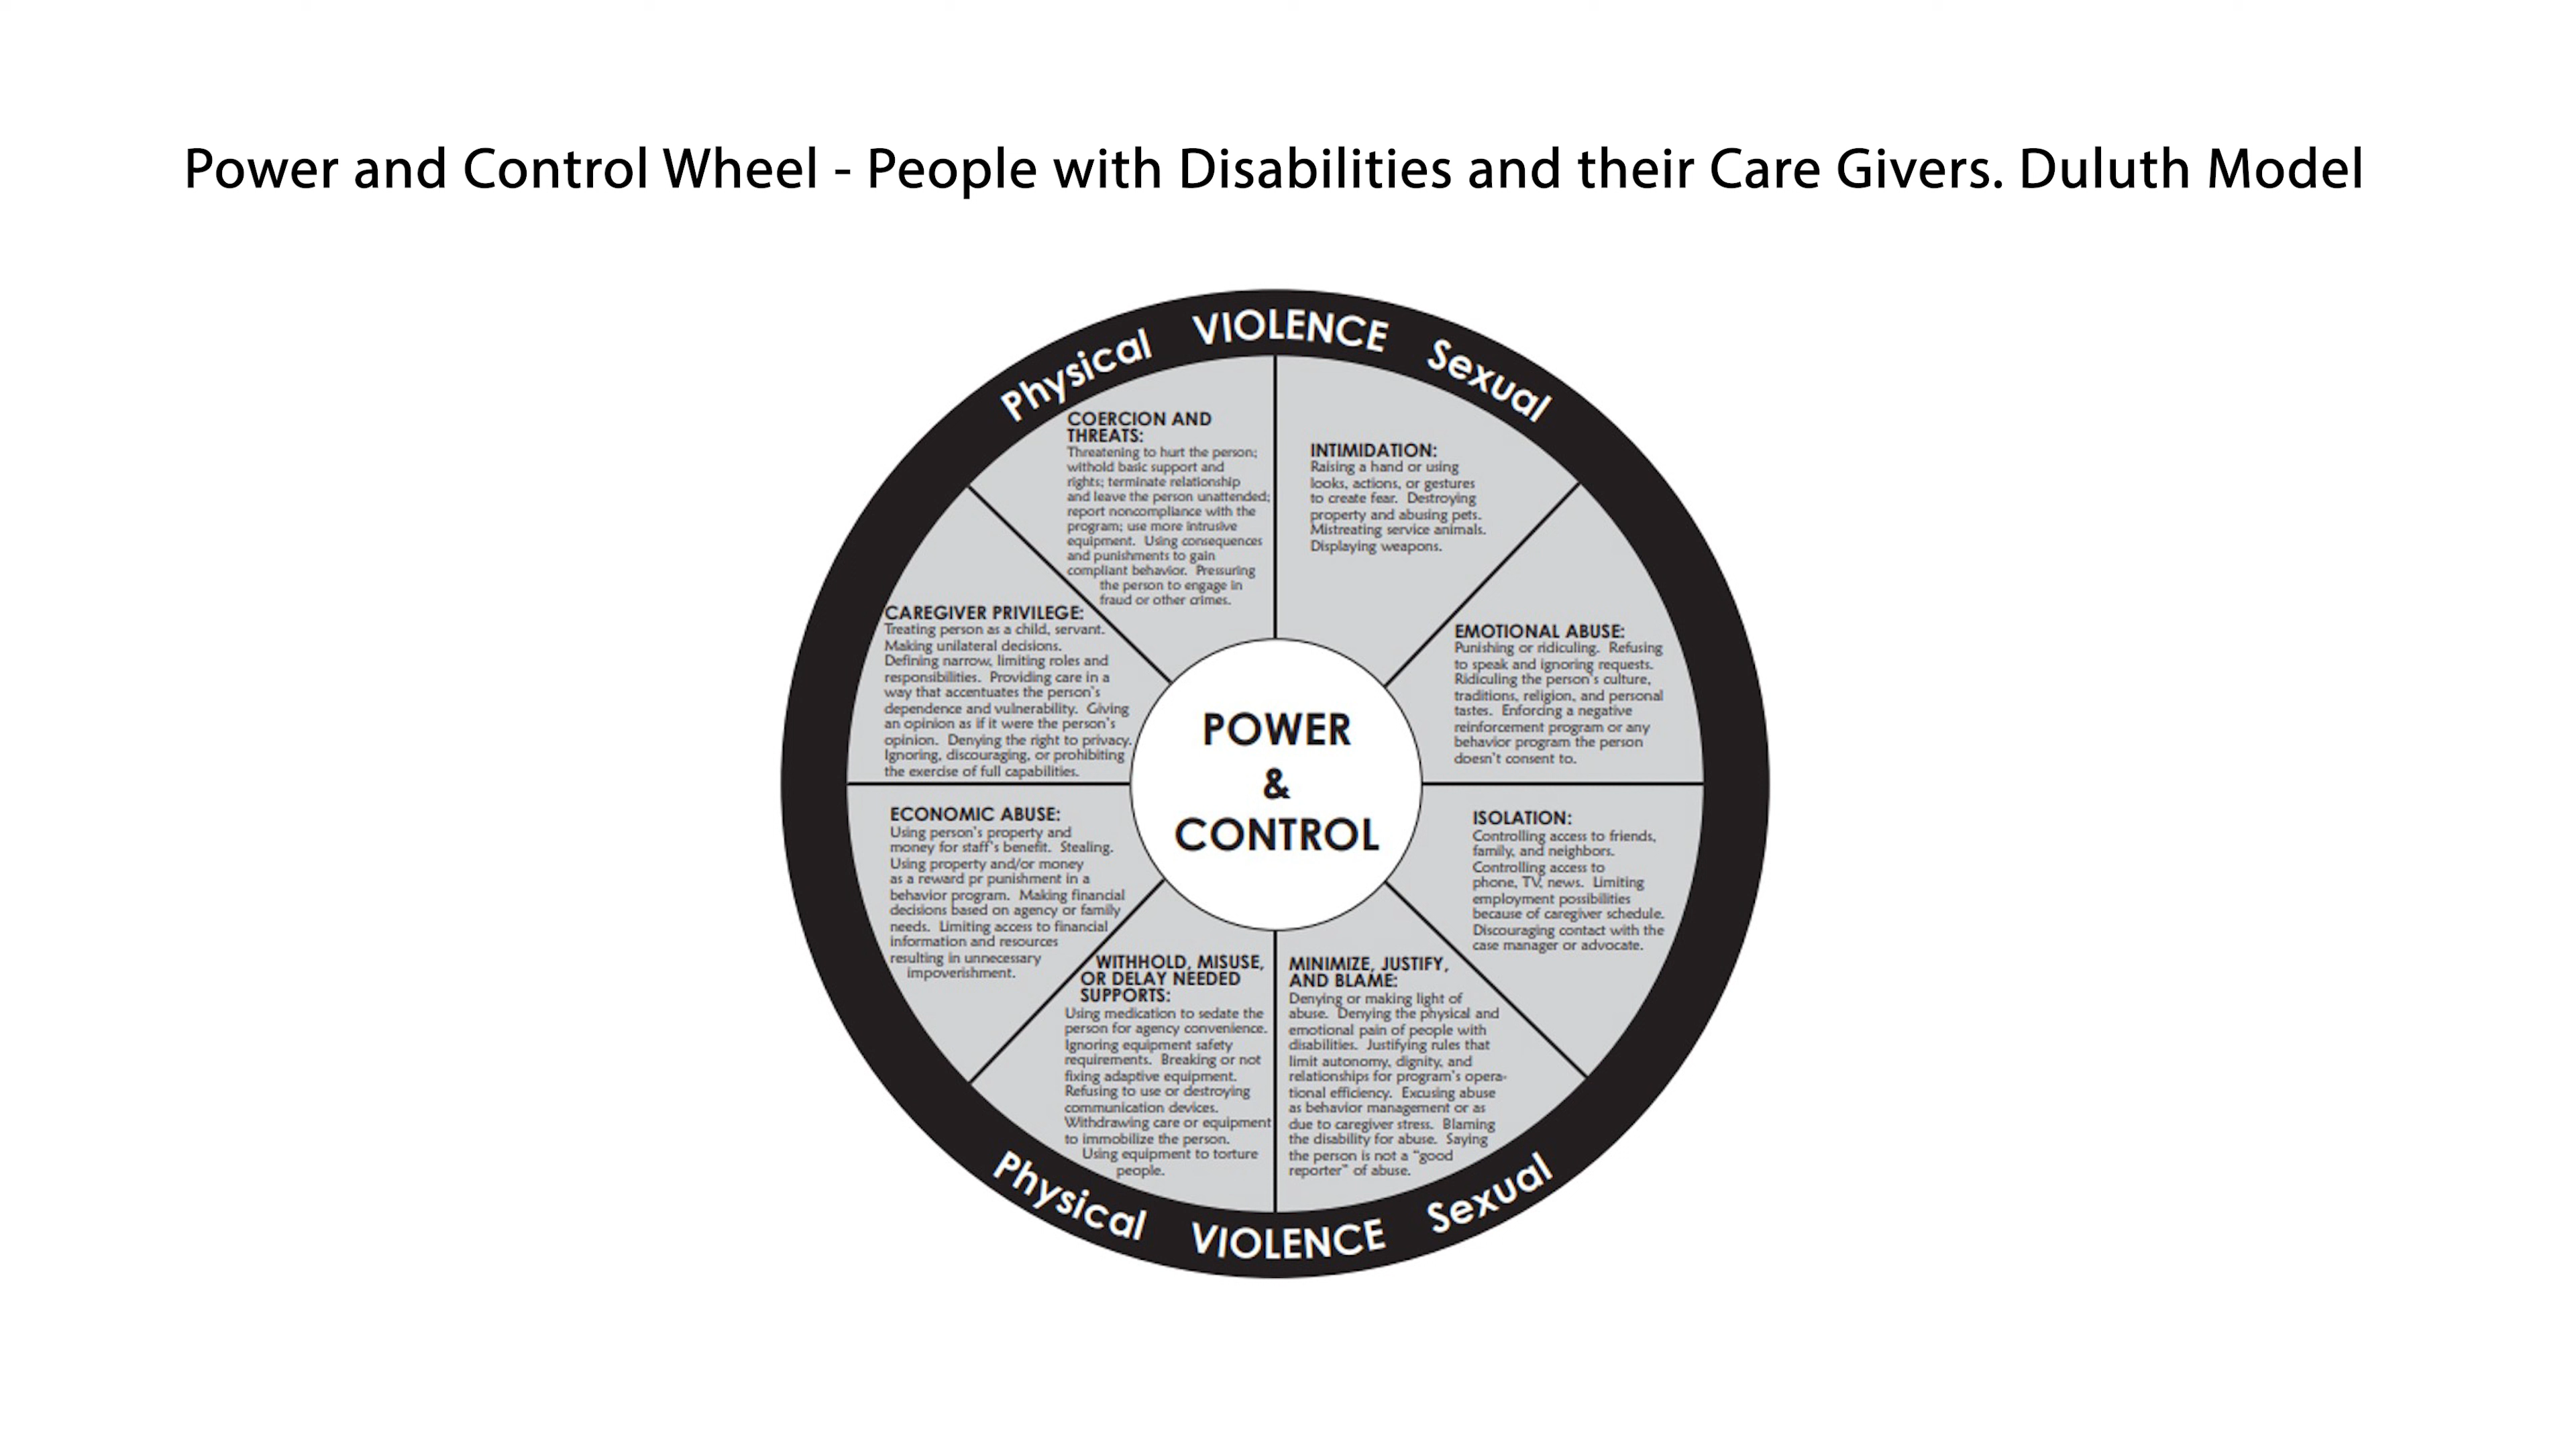 Power and Control Wheel - People with Disabilities and their Care Givers. Duluth Model
Physical VIOLENCE Sexual
COERCION AND
THREATS:
Threatening to hurt the person;
withold basic support and
rights; terminate relationship
and leave the person unattended;
report noncompliance with the
program; use more intrusive
equipment. Using consequences
and punishments to gain
compliant behavior. Pressuring
the person to engage in
fraud or other crimes.
INTIMIDATION:
Raising a hand or using
looks, actions, or gestures
to create fear. Destroying
property and abusing pets.
Mistreating service animals.
Displaying weapons.
EMOTIONAL ABUSE:
Punishing or ridiculing. Refusing
to speak and ignoring requests.
Ridiculing the person's culture,
traditions, religion, and personal
tastes. Enforcing a negative
reinforcement program or any
behavior program the person
doesn't consent to.
ISOLATION:
Controlling access to friends,
family, and neighbors.
Controlling access to
phone, TV, news. Limiting
employment possibilities
because of caregiver schedule.
Discouraging contact with the
case manager or advocate.
MINIMIZE, JUSTIFY,
AND BLAME:
Denying or making light of
abuse. Denying the physical and
emotional pain of people with
disabilities. Justifying rules that
limit autonomy, dignity, and
relationships for program's opera-
tional efficiency. Excusing abuse
as behavior management or as
due to caregiver stress. Blaming
the disability for abuse. Saying
the person is not a "good
reporter" of abuse.
WITHHOLD, MISUSE,
OR DELAY NEEDED
SUPPORTS:
Using medication to sedate the
person for agency convenience.
Ignoring equipment safety
requirements. Breaking or not
fixing adaptive equipment.
Refusing to use or destroying
communication devices.
Withdrawing care or equipment
to immobilize the person.
Using equipment to torture
people.
ECONOMIC ABUSE:
Using person's property and
money for staff's benefit. Stealing.
Using property and/or money
as a reward pr punishment in a
behavior program. Making financial
decisions based on agency or family
needs. Limiting access to financial
information and resources
resulting in unnecessary
impoverishment.
CAREGIVER PRIVILEGE:
Treating person as a child, servant.
Making unilateral decisions.
Defining narrow, limiting roles and
responsibilities. Providing care in a
way that accentuates the person's
dependence and vulnerability. Giving
an opinion as if it were the person's
opinion. Denying the right to privacy.
Ignoring, discouraging, or prohibiting
the exercise of full capabilities.
POWER
&
CONTROL
Physical VIOLENCE Sexual